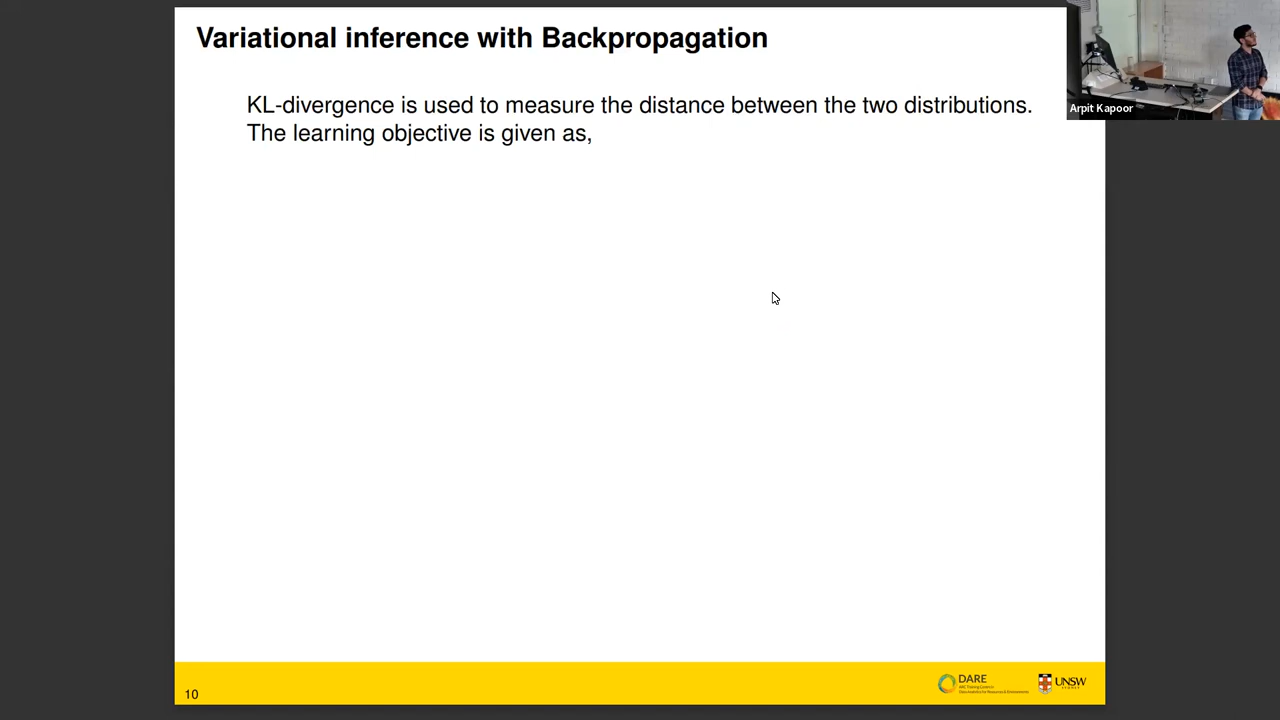 Variational inference with Backpropagation
KL-divergence is used to measure the distance between the two distributions.
The learning objective is given as,
Arpit Kapoor
10
DARE
UNSW
SYDNEY